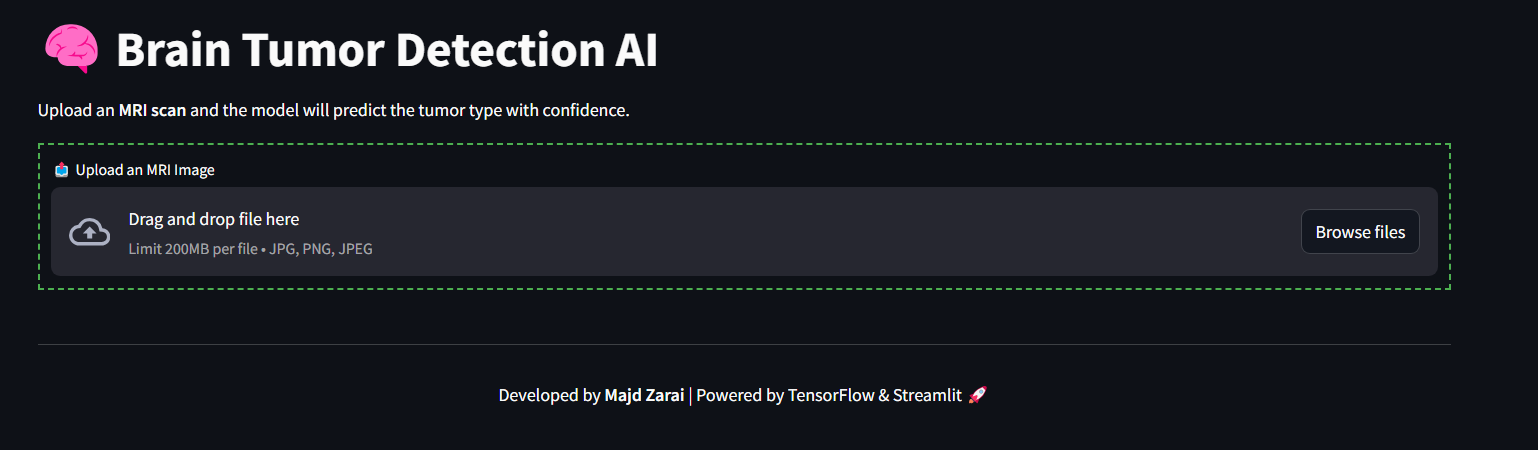 🧠 Brain Tumor Detection AI
Upload an MRI scan and the model will predict the tumor type with confidence.
📤 Upload an MRI Image
Drag and drop file here
Limit 200MB per file • JPG, PNG, JPEG
Browse files
Developed by Majd Zarai | Powered by TensorFlow & Streamlit 🚀